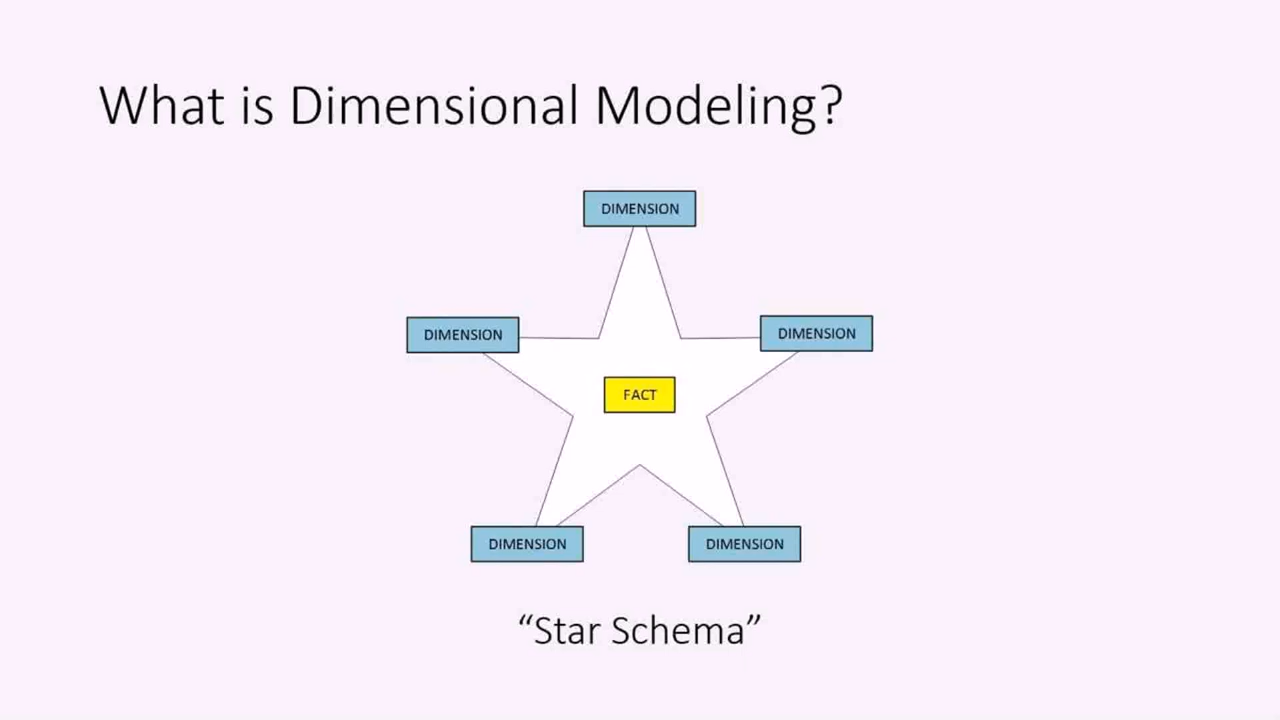 What is Dimensional Modeling?
DIMENSION
DIMENSION
DIMENSION
FACT
DIMENSION
DIMENSION
“Star Schema”